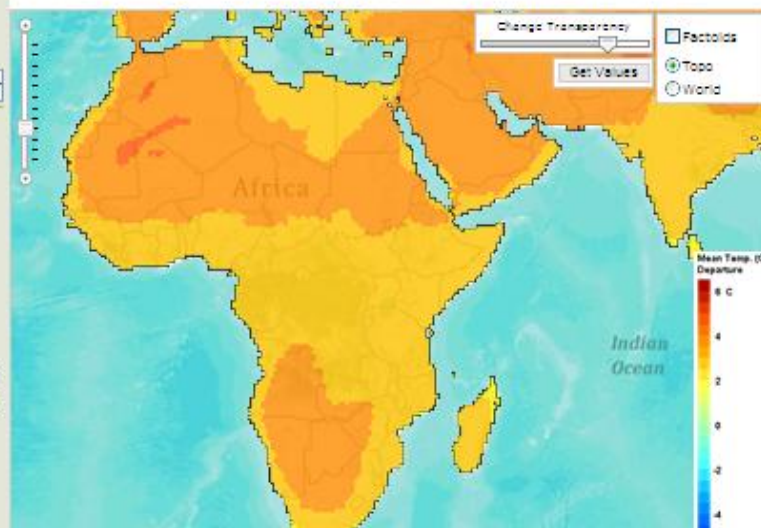 Change Transparency
Get Values
Factoids
Topo
World
Africa
Indian
Ocean
Mean Temp. (C
Departure
6 C
4
2
0
-2
-4